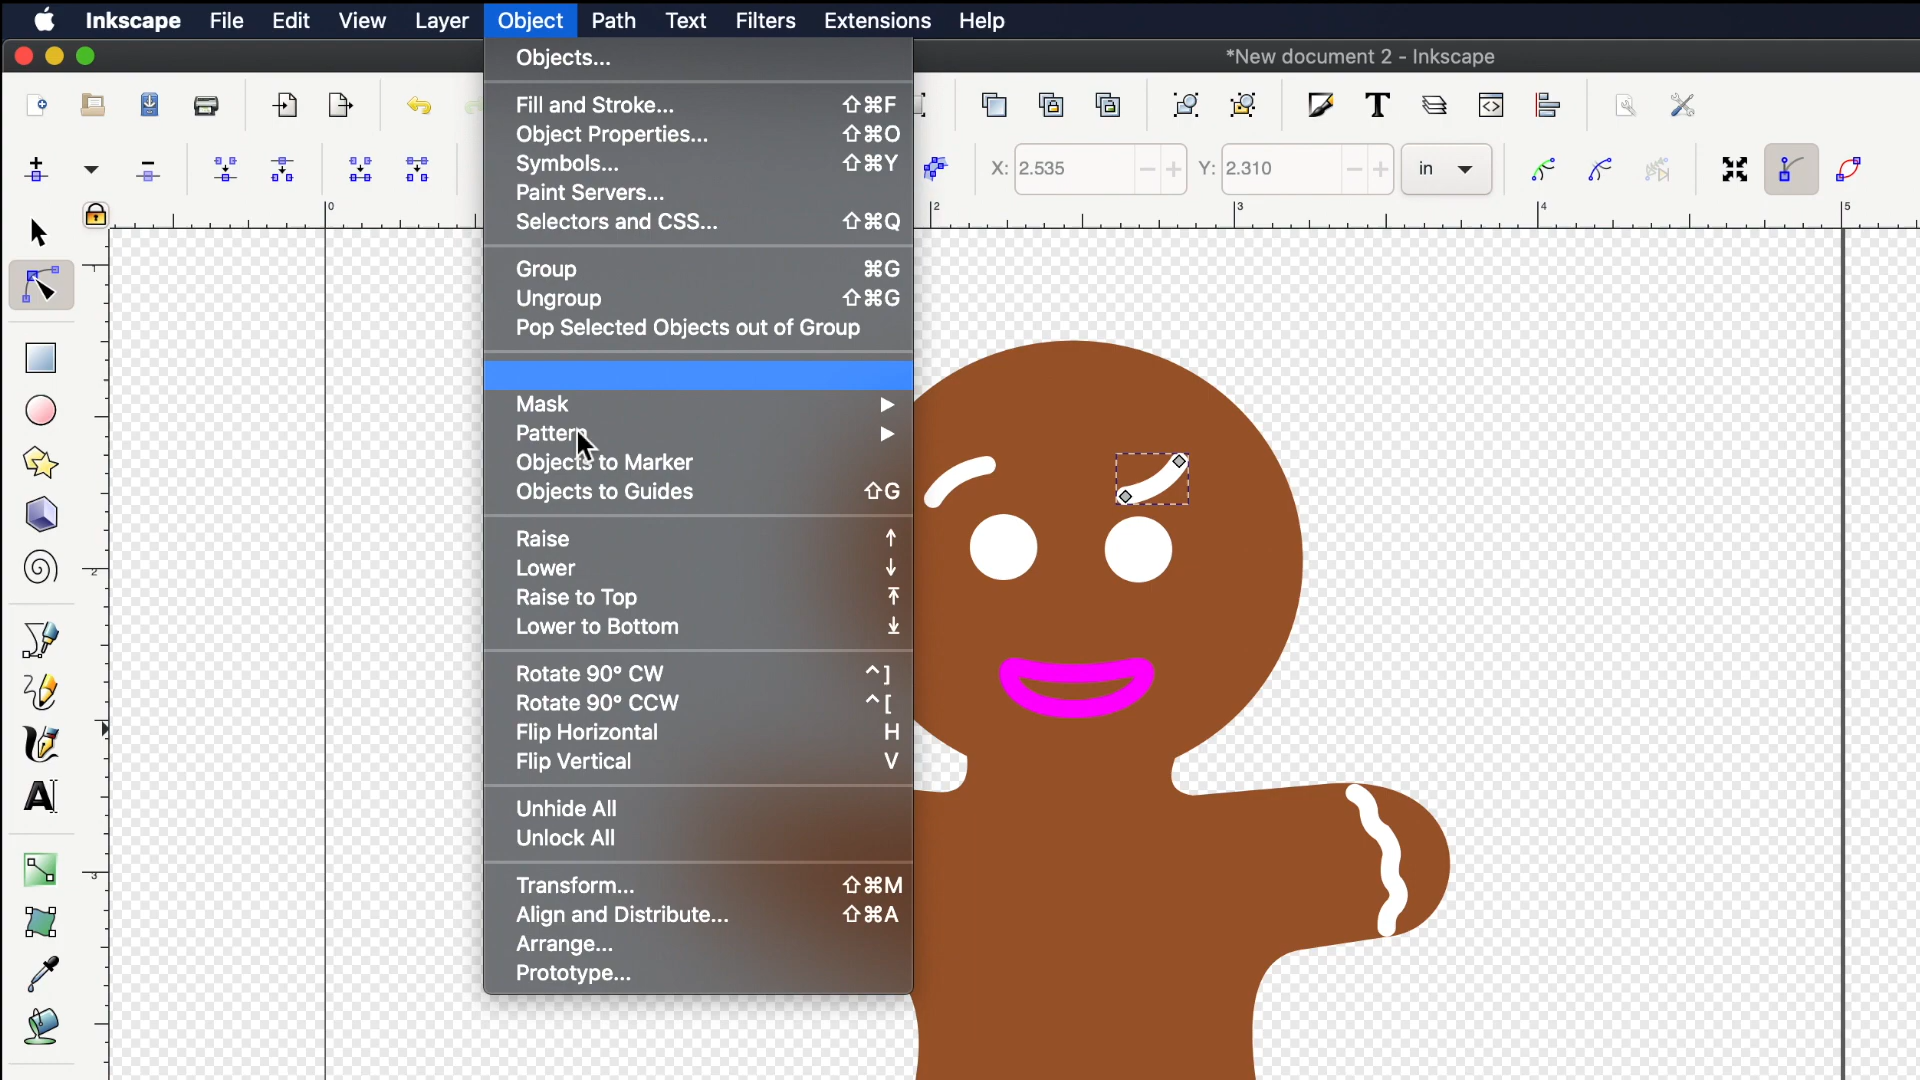 Inkscape File Edit View Layer Object Path Text Filters Extensions Help
*New document 2 - Inkscape
Objects...
Fill and Stroke... ⇧⌘F
Object Properties... ⇧⌘O
Symbols... ⇧⌘Y
Paint Servers...
Selectors and CSS... ⇧⌘Q
Group ⌘G
Ungroup ⇧⌘G
Pop Selected Objects out of Group
Mask
Pattern
Objects to Marker
Objects to Guides ⇧G
Raise ↑
Lower ↓
Raise to Top ⤒
Lower to Bottom ⤓
Rotate 90° CW ^]
Rotate 90° CCW ^[
Flip Horizontal H
Flip Vertical V
Unhide All
Unlock All
Transform... ⇧⌘M
Align and Distribute... ⇧⌘A
Arrange...
Prototype...
X: 2.535 Y: 2.310 in
0 2 3 4 5
1
2
3